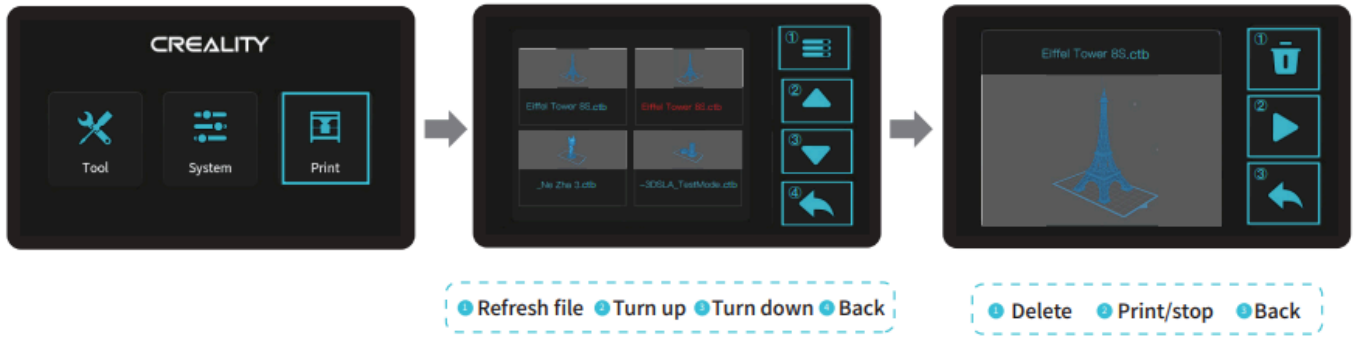 CREALITY
Tool
System
Print
Eiffel Tower 8S.ctb
Eiffel Tower 8S.ctb
_Ne Zha 3.ctb
-3DSLA_TestMode.ctb
①
②
③
④
Eiffel Tower 8S.ctb
①
②
③
1 Refresh file 2 Turn up 3 Turn down 4 Back
1 Delete 2 Print/stop 3 Back